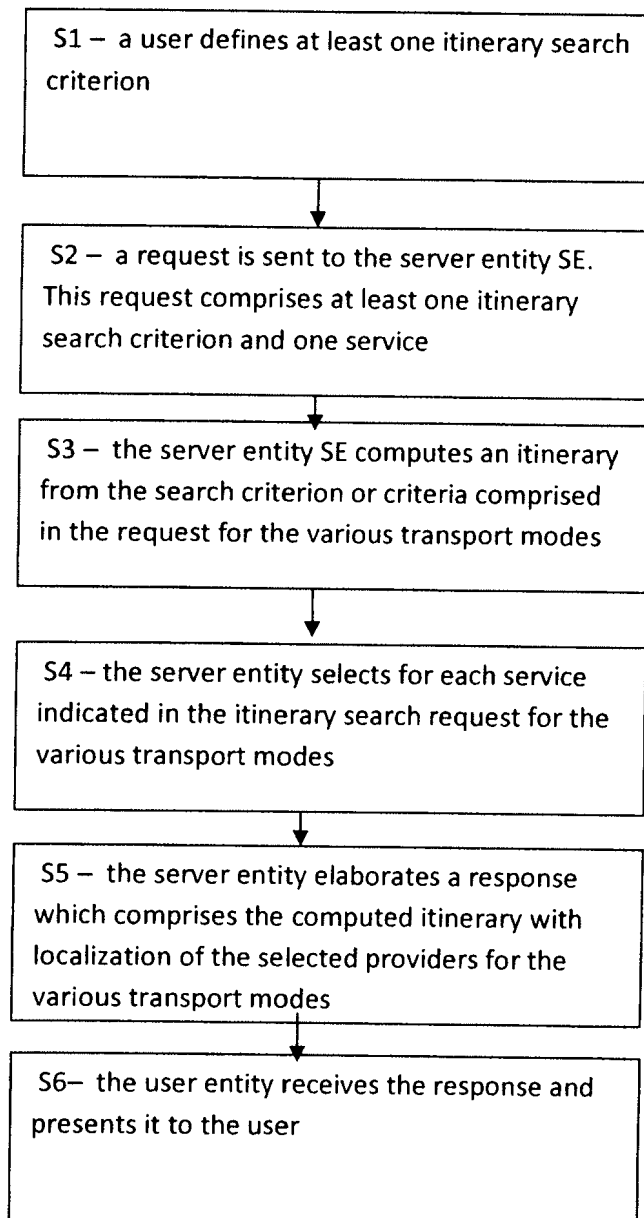 S1 – a user defines at least one itinerary search
criterion
S2 – a request is sent to the server entity SE.
This request comprises at least one itinerary
search criterion and one service
S3 – the server entity SE computes an itinerary
from the search criterion or criteria comprised
in the request for the various transport modes
S4 – the server entity selects for each service
indicated in the itinerary search request for the
various transport modes
S5 – the server entity elaborates a response
which comprises the computed itinerary with
localization of the selected providers for the
various transport modes
S6– the user entity receives the response and
presents it to the user